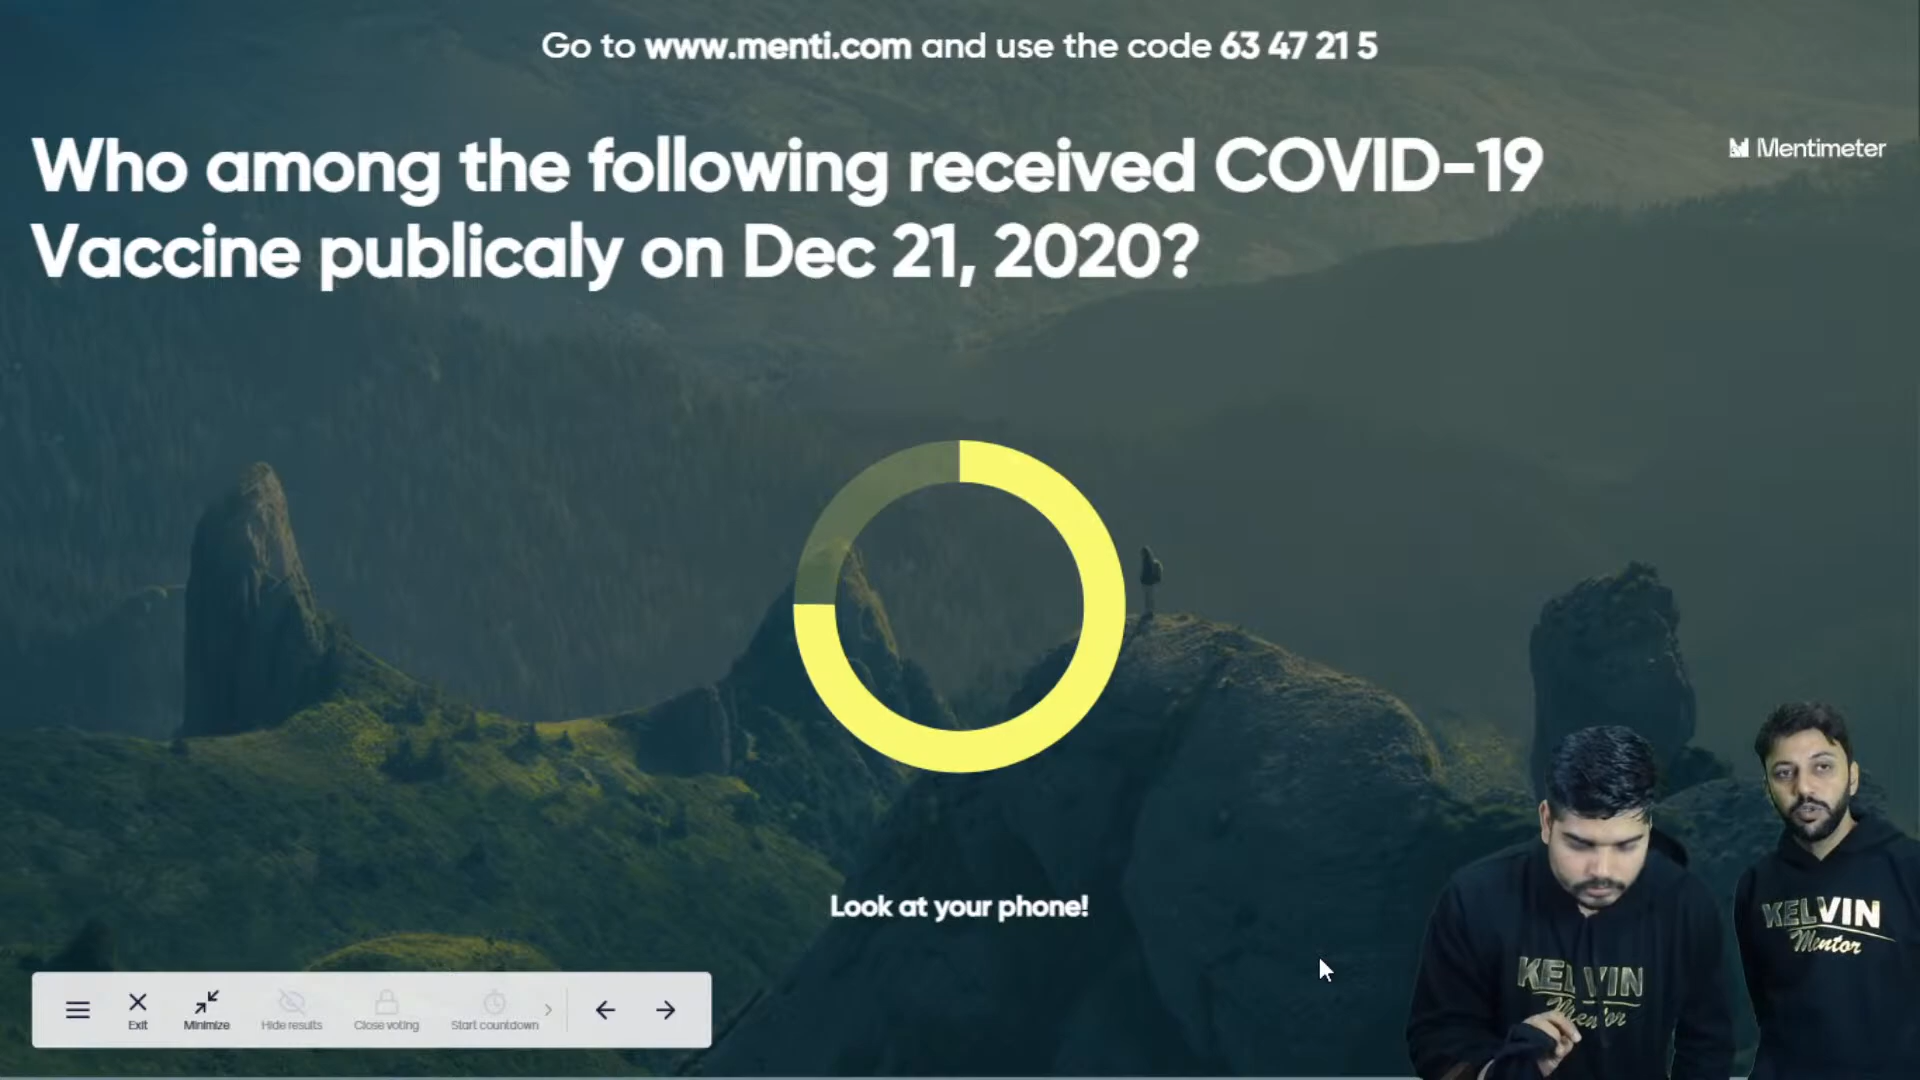 Go to www.menti.com and use the code 63 47 21 5
Who among the following received COVID-19
Vaccine publicaly on Dec 21, 2020?
Mentimeter
Look at your phone!
KELVIN
Mentor
KELVIN
Mentor
Exit
Minimize
Hide results
Close voting
Start countdown